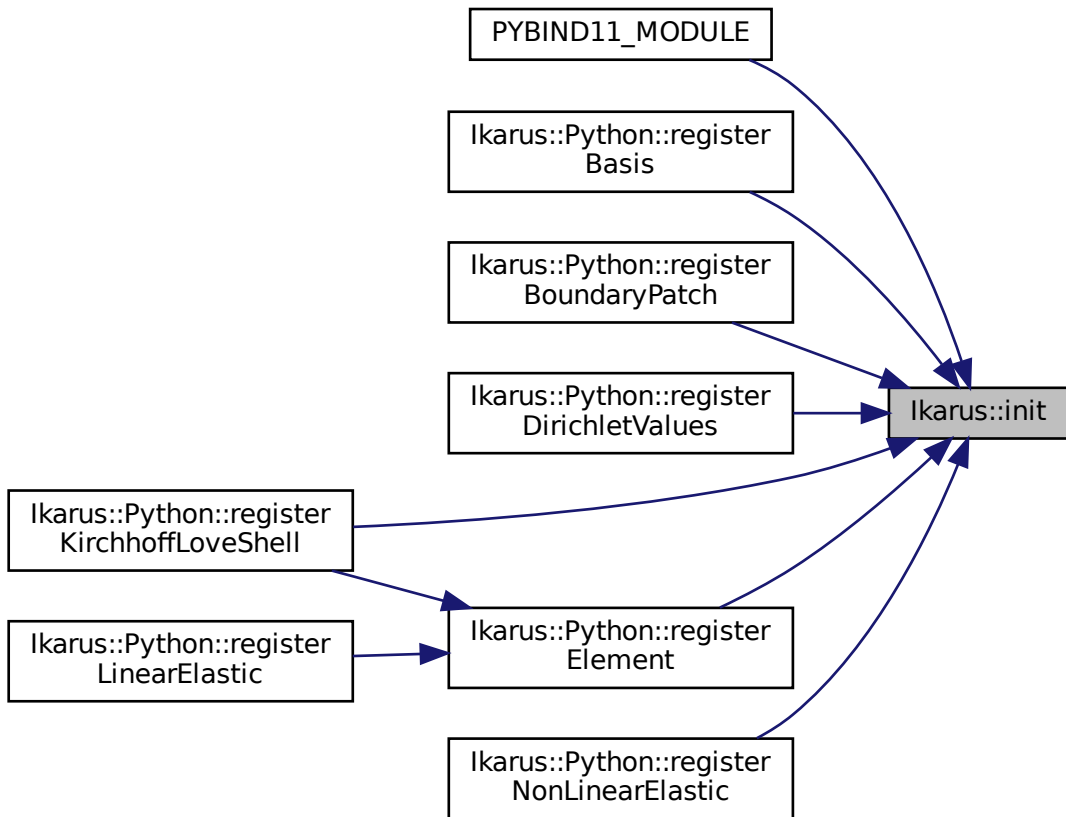 PYBIND11_MODULE
Ikarus::Python::register
Basis
Ikarus::Python::register
BoundaryPatch
Ikarus::Python::register
DirichletValues
Ikarus::init
Ikarus::Python::register
KirchhoffLoveShell
Ikarus::Python::register
Element
Ikarus::Python::register
LinearElastic
Ikarus::Python::register
NonLinearElastic